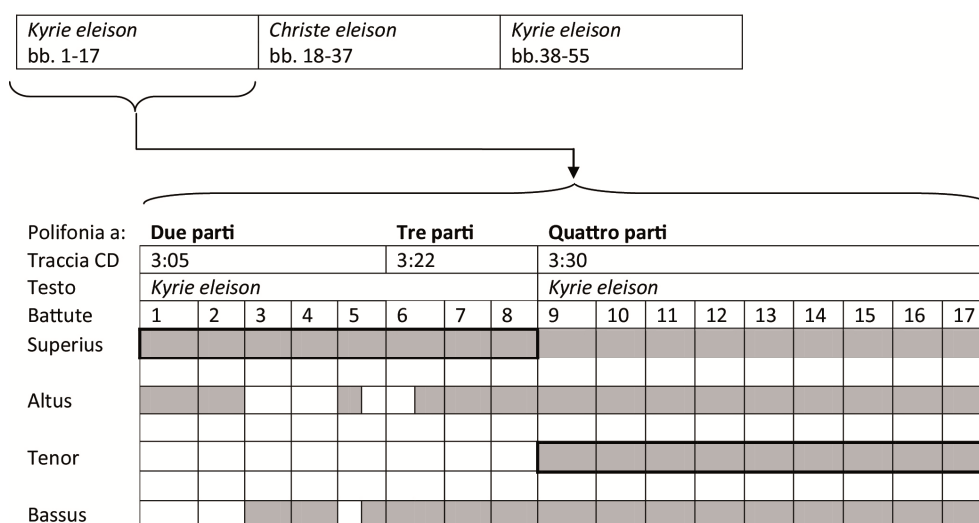 Kyrie eleison Christe eleison Kyrie eleison
bb. 1-17 bb. 18-37 bb.38-55
Polifonia a: Due parti Tre parti Quattro parti
Traccia CD 3:05 3:22 3:30
Testo Kyrie eleison Kyrie eleison
Battute 1 2 3 4 5 6 7 8 9 10 11 12 13 14 15 16 17
Superius
Altus
Tenor
Bassus